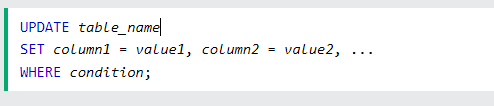 UPDATE table_name
SET column1 = value1, column2 = value2, ...
WHERE condition;